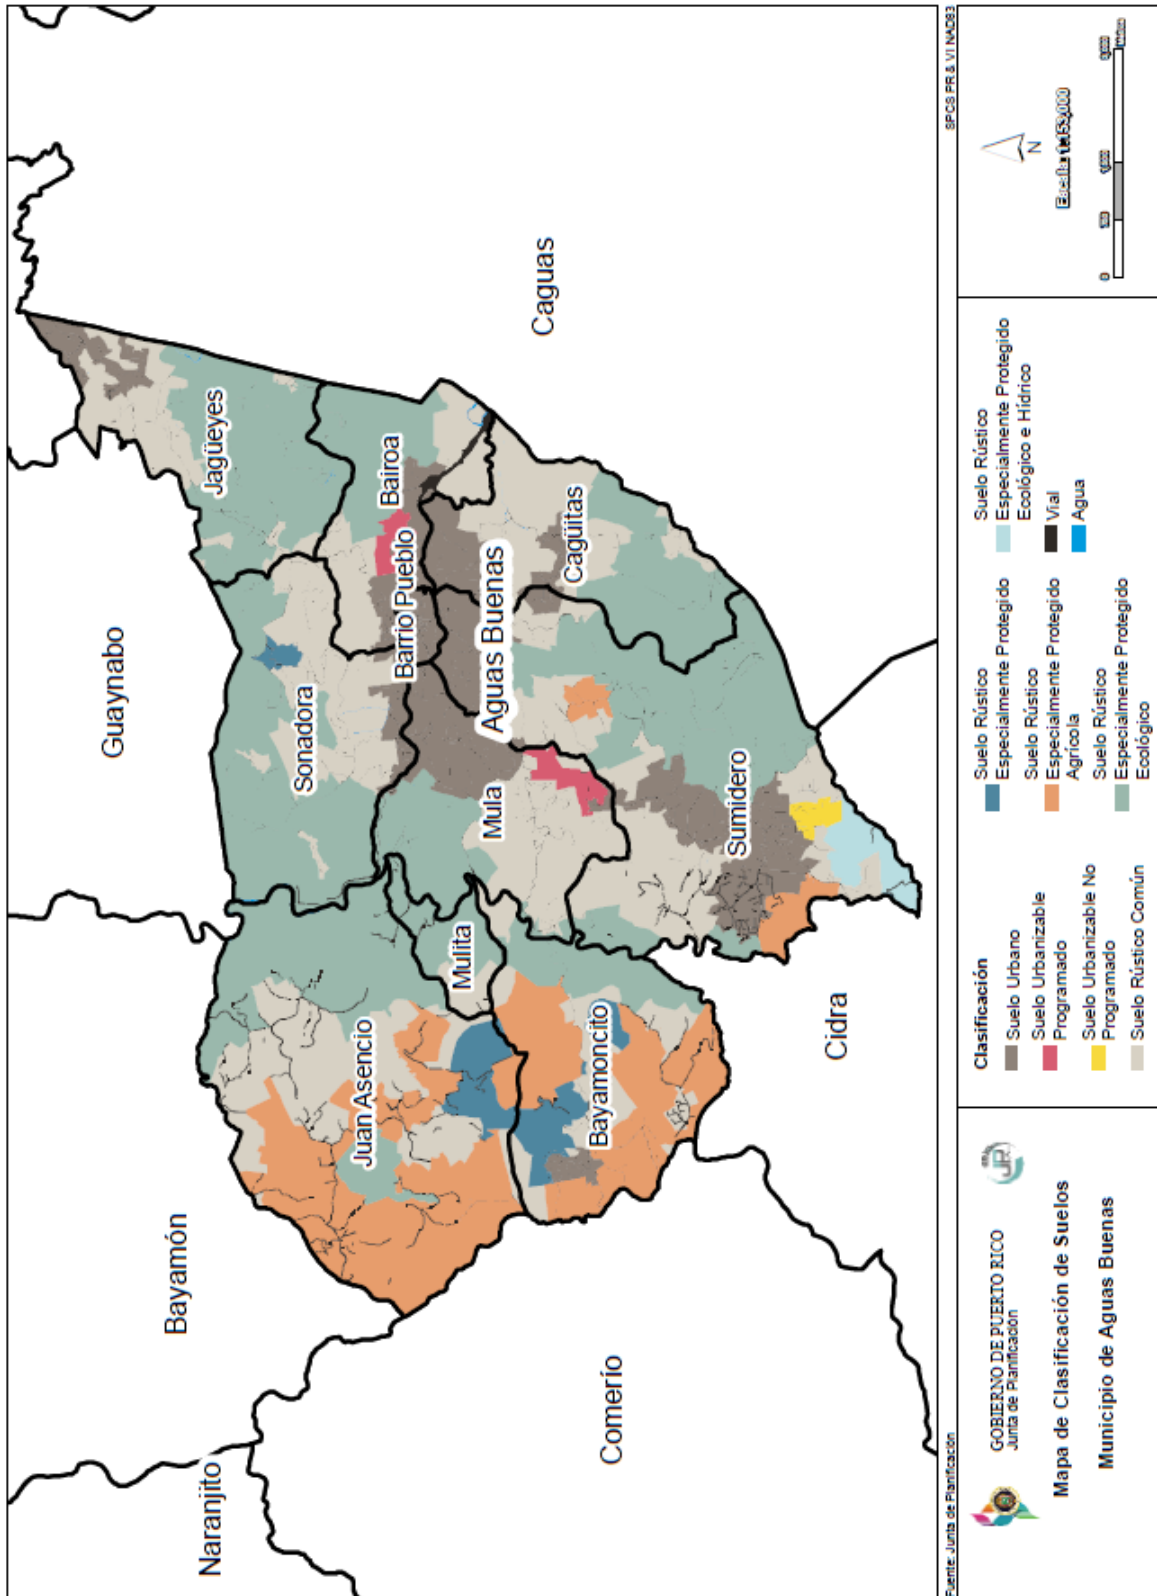 Guaynabo
Bayamón
Naranjito
Comerío
Cidra
Caguas
Jagüeyes
Bairoa
Barrio Pueblo
Sonadora
Aguas Buenas
Cagüitas
Mula
Mulita
Sumidero
Juan Asencio
Bayamoncito
Fuente: Junta de Planificación
SPCS PR & VI NAD83
GOBIERNO DE PUERTO RICO
Junta de Planificación
Mapa de Clasificación de Suelos
Municipio de Aguas Buenas
Clasificación
Suelo Urbano
Suelo Urbanizable
Programado
Suelo Urbanizable No
Programado
Suelo Rústico Común
Suelo Rústico
Especialmente Protegido
Suelo Rústico
Especialmente Protegido
Agrícola
Suelo Rústico
Especialmente Protegido
Ecológico
Suelo Rústico
Especialmente Protegido
Ecológico e Hídrico
Vial
Agua
N
0